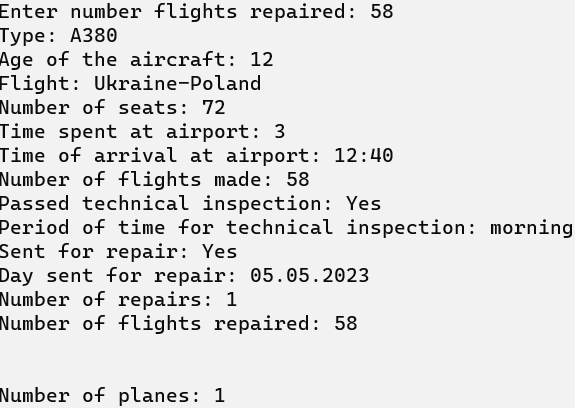 Enter number flights repaired: 58
Type: A380
Age of the aircraft: 12
Flight: Ukraine-Poland
Number of seats: 72
Time spent at airport: 3
Time of arrival at airport: 12:40
Number of flights made: 58
Passed technical inspection: Yes
Period of time for technical inspection: morning
Sent for repair: Yes
Day sent for repair: 05.05.2023
Number of repairs: 1
Number of flights repaired: 58
Number of planes: 1